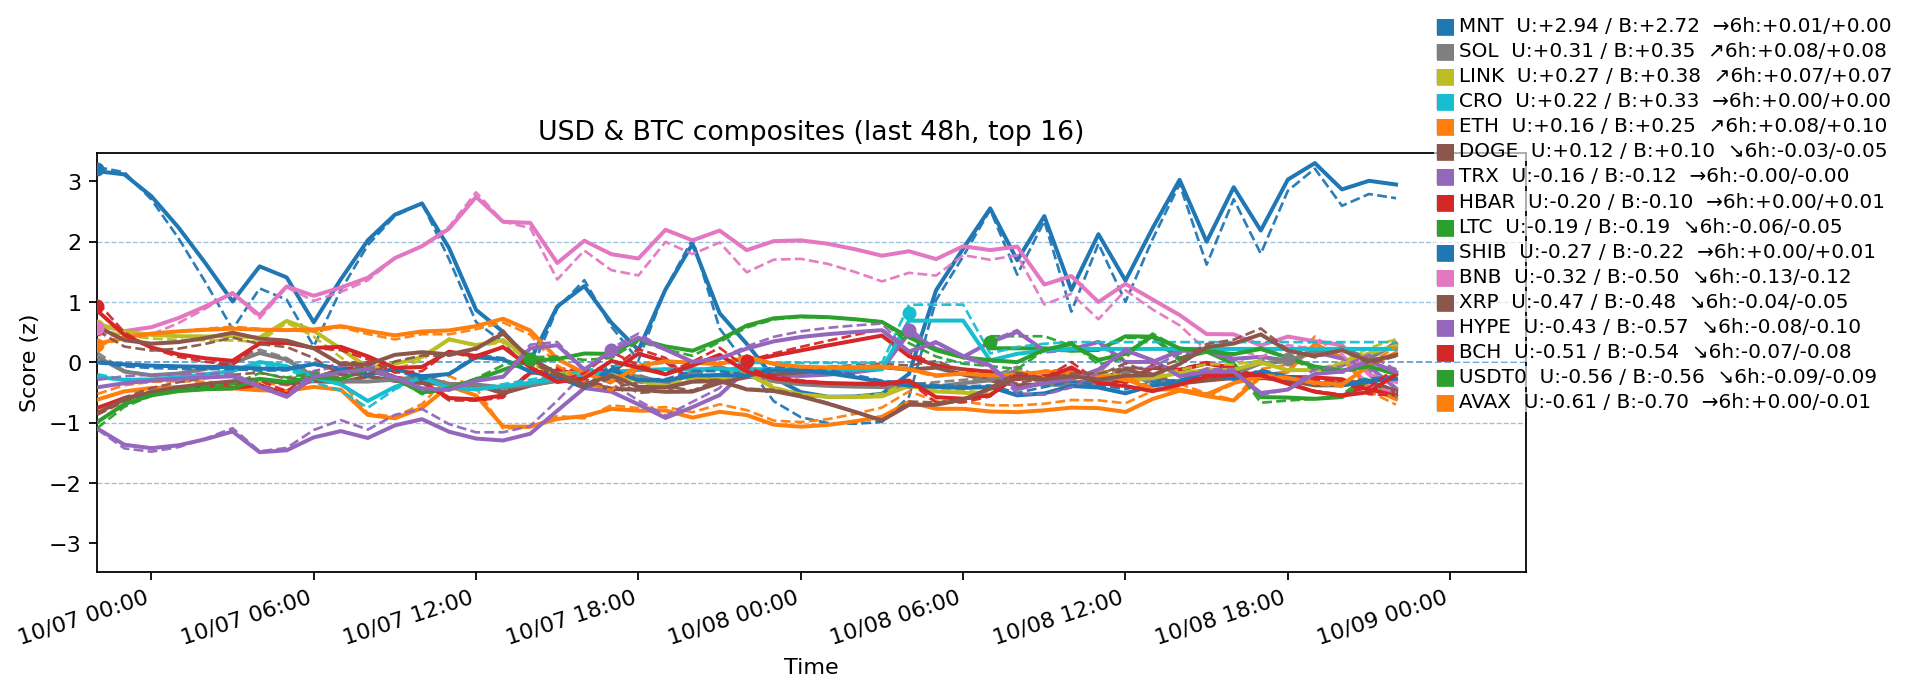 MNT  U:+2.94 / B:+2.72  →6h:+0.01/+0.00
SOL  U:+0.31 / B:+0.35  ↗6h:+0.08/+0.08
LINK  U:+0.27 / B:+0.38  ↗6h:+0.07/+0.07
CRO  U:+0.22 / B:+0.33  →6h:+0.00/+0.00
ETH  U:+0.16 / B:+0.25  ↗6h:+0.08/+0.10
DOGE  U:+0.12 / B:+0.10  ↘6h:-0.03/-0.05
TRX  U:-0.16 / B:-0.12  →6h:-0.00/-0.00
HBAR  U:-0.20 / B:-0.10  →6h:+0.00/+0.01
LTC  U:-0.19 / B:-0.19  ↘6h:-0.06/-0.05
SHIB  U:-0.27 / B:-0.22  →6h:+0.00/+0.01
BNB  U:-0.32 / B:-0.50  ↘6h:-0.13/-0.12
XRP  U:-0.47 / B:-0.48  ↘6h:-0.04/-0.05
HYPE  U:-0.43 / B:-0.57  ↘6h:-0.08/-0.10
BCH  U:-0.51 / B:-0.54  ↘6h:-0.07/-0.08
USDT0  U:-0.56 / B:-0.56  ↘6h:-0.09/-0.09
AVAX  U:-0.61 / B:-0.70  →6h:+0.00/-0.01
USD & BTC composites (last 48h, top 16)
Score (z)
3
2
1
0
−1
−2
−3
10/07 00:00
10/07 06:00
10/07 12:00
10/07 18:00
10/08 00:00
10/08 06:00
10/08 12:00
10/08 18:00
10/09 00:00
Time